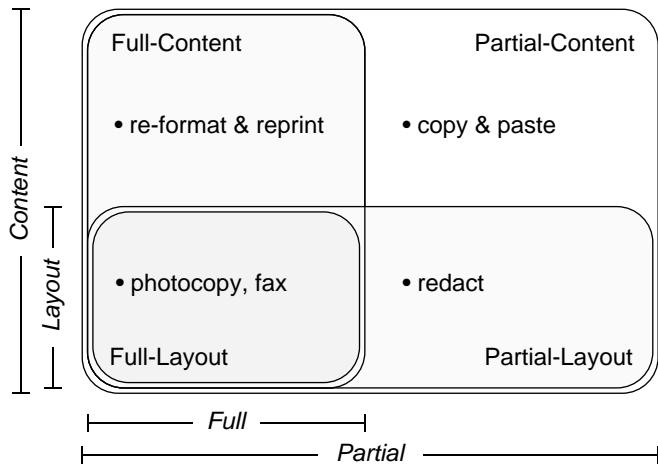 Full-Content
Partial-Content
• re-format & reprint
• copy & paste
Content
Layout
• photocopy, fax
• redact
Full-Layout
Partial-Layout
Full
Partial